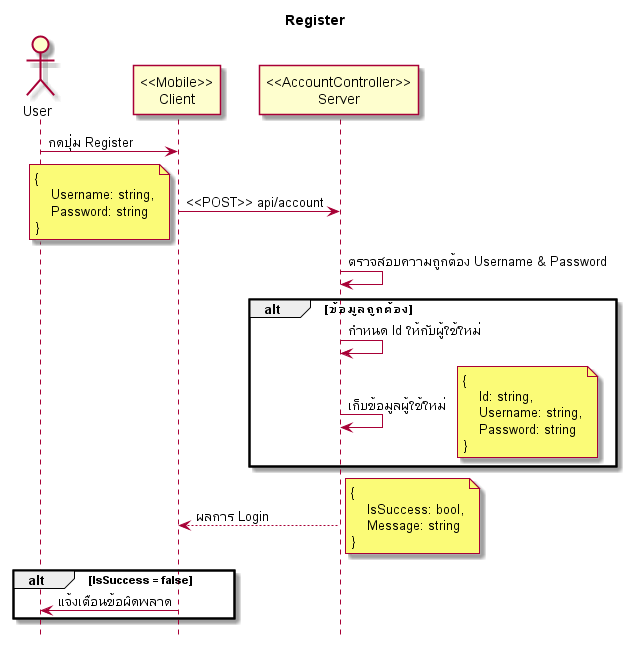 Register
User
<<Mobile>>
Client
<<AccountController>>
Server
กดปุ่ม Register
{
Username: string,
Password: string
}
<<POST>> api/account
ตรวจสอบความถูกต้อง Username & Password
alt [ข้อมูลถูกต้อง]
กำหนด Id ให้กับผู้ใช้ใหม่
เก็บข้อมูลผู้ใช้ใหม่
{
Id: string,
Username: string,
Password: string
}
ผลการ Login
{
IsSuccess: bool,
Message: string
}
alt [IsSuccess = false]
แจ้งเตือนข้อผิดพลาด